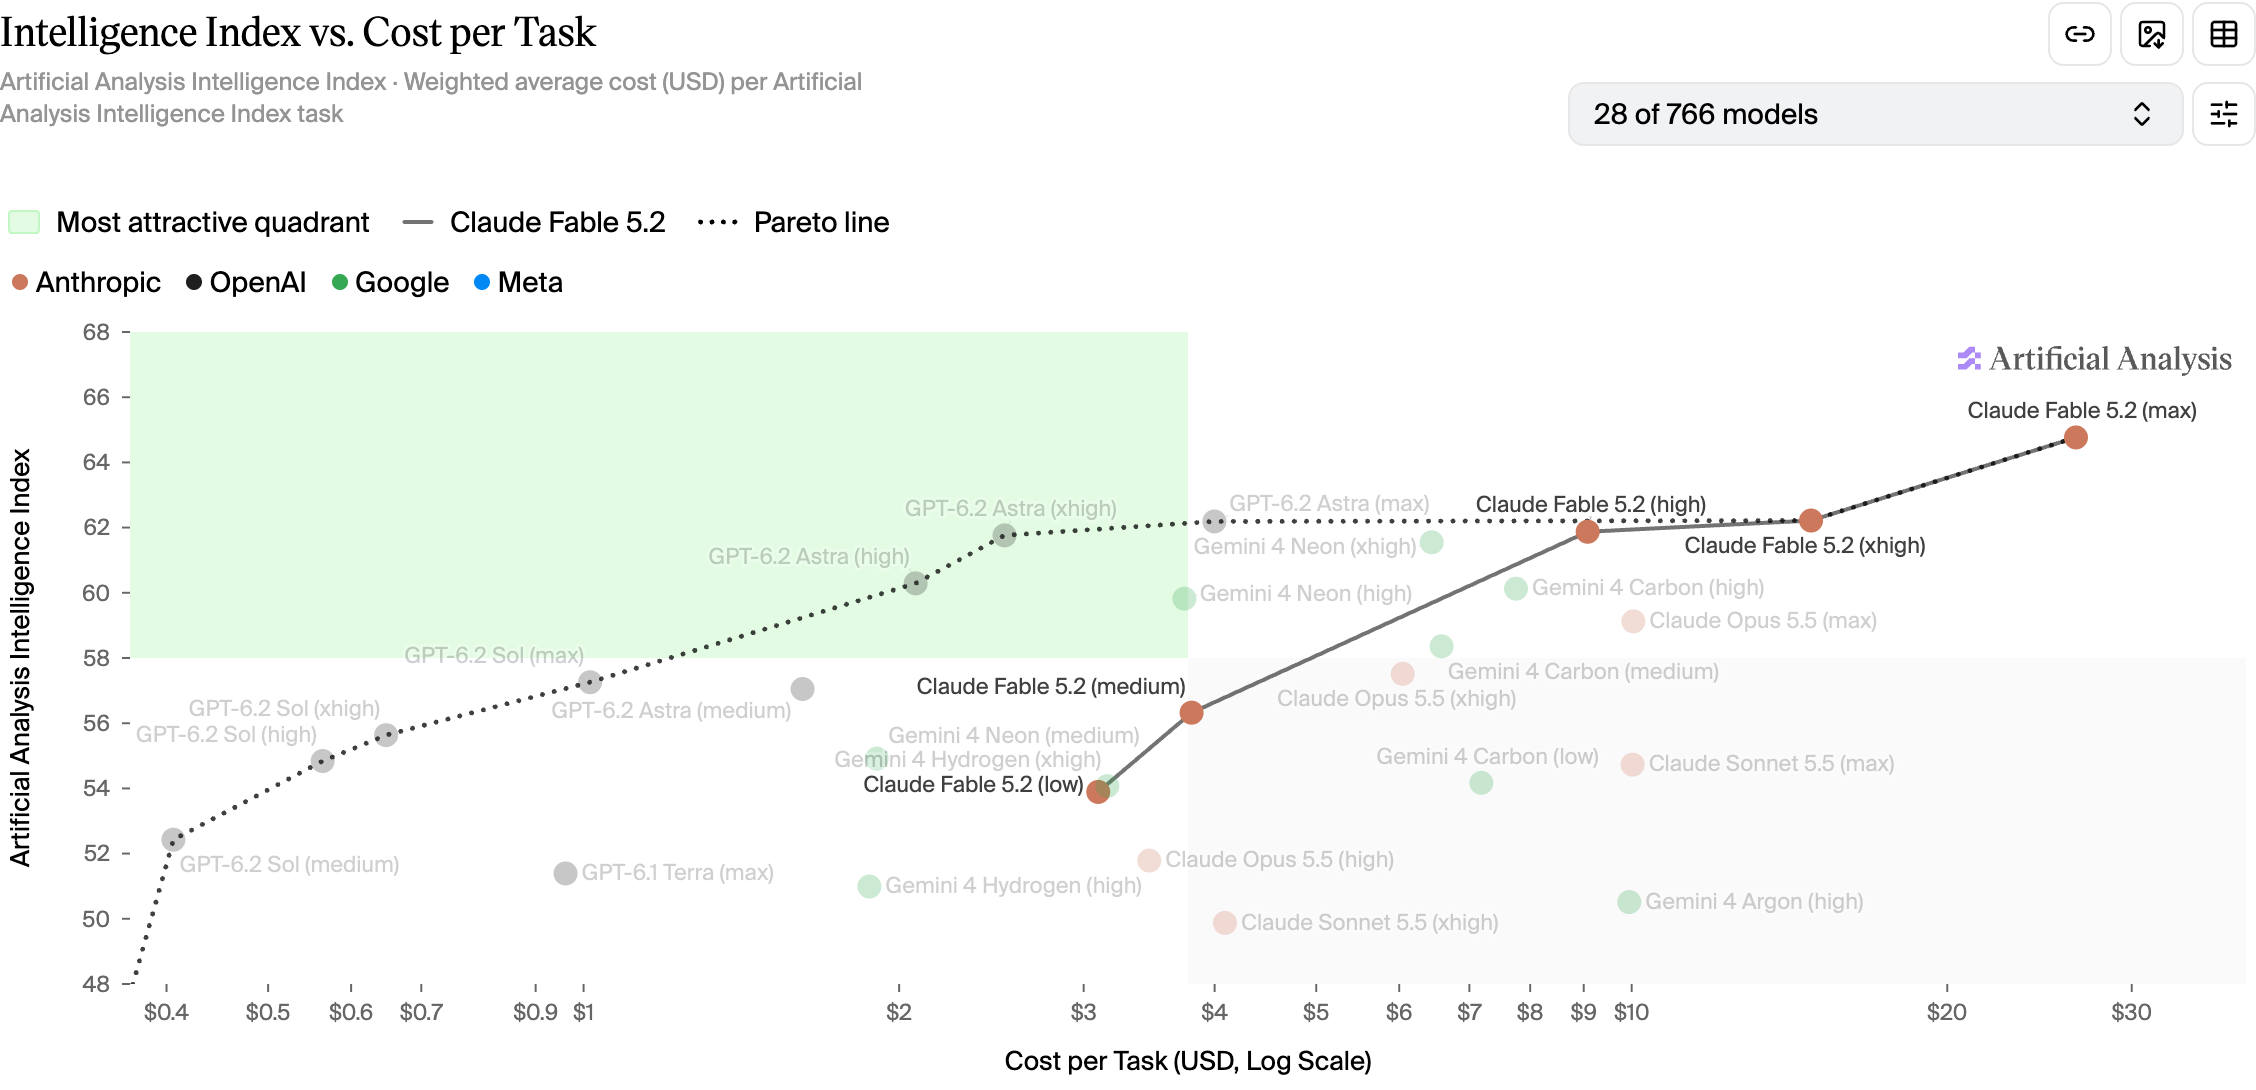 Intelligence Index vs. Cost per Task
Artificial Analysis Intelligence Index · Weighted average cost (USD) per Artificial
Analysis Intelligence Index task
28 of 766 models
Most attractive quadrant
Claude Fable 5.2
Pareto line
Anthropic
OpenAI
Google
Meta
Artificial Analysis
Artificial Analysis Intelligence Index
68
66
64
62
60
58
56
54
52
50
48
Claude Fable 5.2 (max)
GPT-6.2 Astra (xhigh)
GPT-6.2 Astra (max)
Claude Fable 5.2 (high)
Gemini 4 Neon (xhigh)
Claude Fable 5.2 (xhigh)
GPT-6.2 Astra (high)
Gemini 4 Neon (high)
Gemini 4 Carbon (high)
Claude Opus 5.5 (max)
GPT-6.2 Sol (max)
Gemini 4 Carbon (medium)
Claude Fable 5.2 (medium)
Claude Opus 5.5 (xhigh)
GPT-6.2 Sol (xhigh)
GPT-6.2 Astra (medium)
GPT-6.2 Sol (high)
Gemini 4 Neon (medium)
Gemini 4 Hydrogen (xhigh)
Gemini 4 Carbon (low)
Claude Sonnet 5.5 (max)
Claude Fable 5.2 (low)
GPT-6.2 Sol (medium)
Claude Opus 5.5 (high)
GPT-6.1 Terra (max)
Gemini 4 Hydrogen (high)
Gemini 4 Argon (high)
Claude Sonnet 5.5 (xhigh)
$0.4
$0.5
$0.6
$0.7
$0.9
$1
$2
$3
$4
$5
$6
$7
$8
$9
$10
$20
$30
Cost per Task (USD, Log Scale)